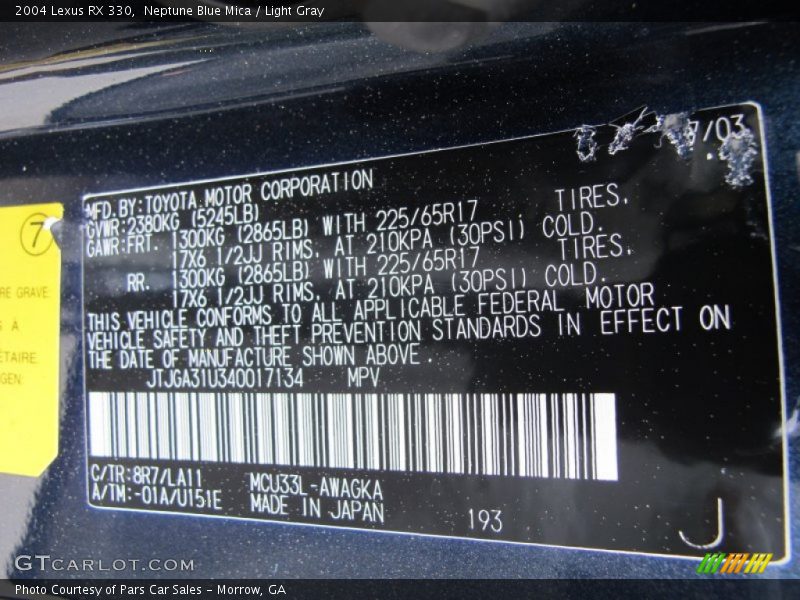 2004 Lexus RX 330, Neptune Blue Mica / Light Gray
7/03
MFD.BY:TOYOTA MOTOR CORPORATION
GVWR:2380KG (5245LB)
GAWR:FRT. 1300KG (2865LB) WITH 225/65R17 TIRES,
17X6 1/2JJ RIMS, AT 210KPA (30PSI) COLD.
RR. 1300KG (2865LB) WITH 225/65R17 TIRES,
17X6 1/2JJ RIMS, AT 210KPA (30PSI) COLD.
THIS VEHICLE CONFORMS TO ALL APPLICABLE FEDERAL MOTOR
VEHICLE SAFETY AND THEFT PREVENTION STANDARDS IN EFFECT ON
THE DATE OF MANUFACTURE SHOWN ABOVE.
JTJGA31U340017134 MPV
C/TR:8R7/LA11 MCU33L-AWAGKA
A/TM:-01A/U151E MADE IN JAPAN
193
J
7
GRAVE
À
GEN
GTCARLOT.COM
Photo Courtesy of Pars Car Sales - Morrow, GA